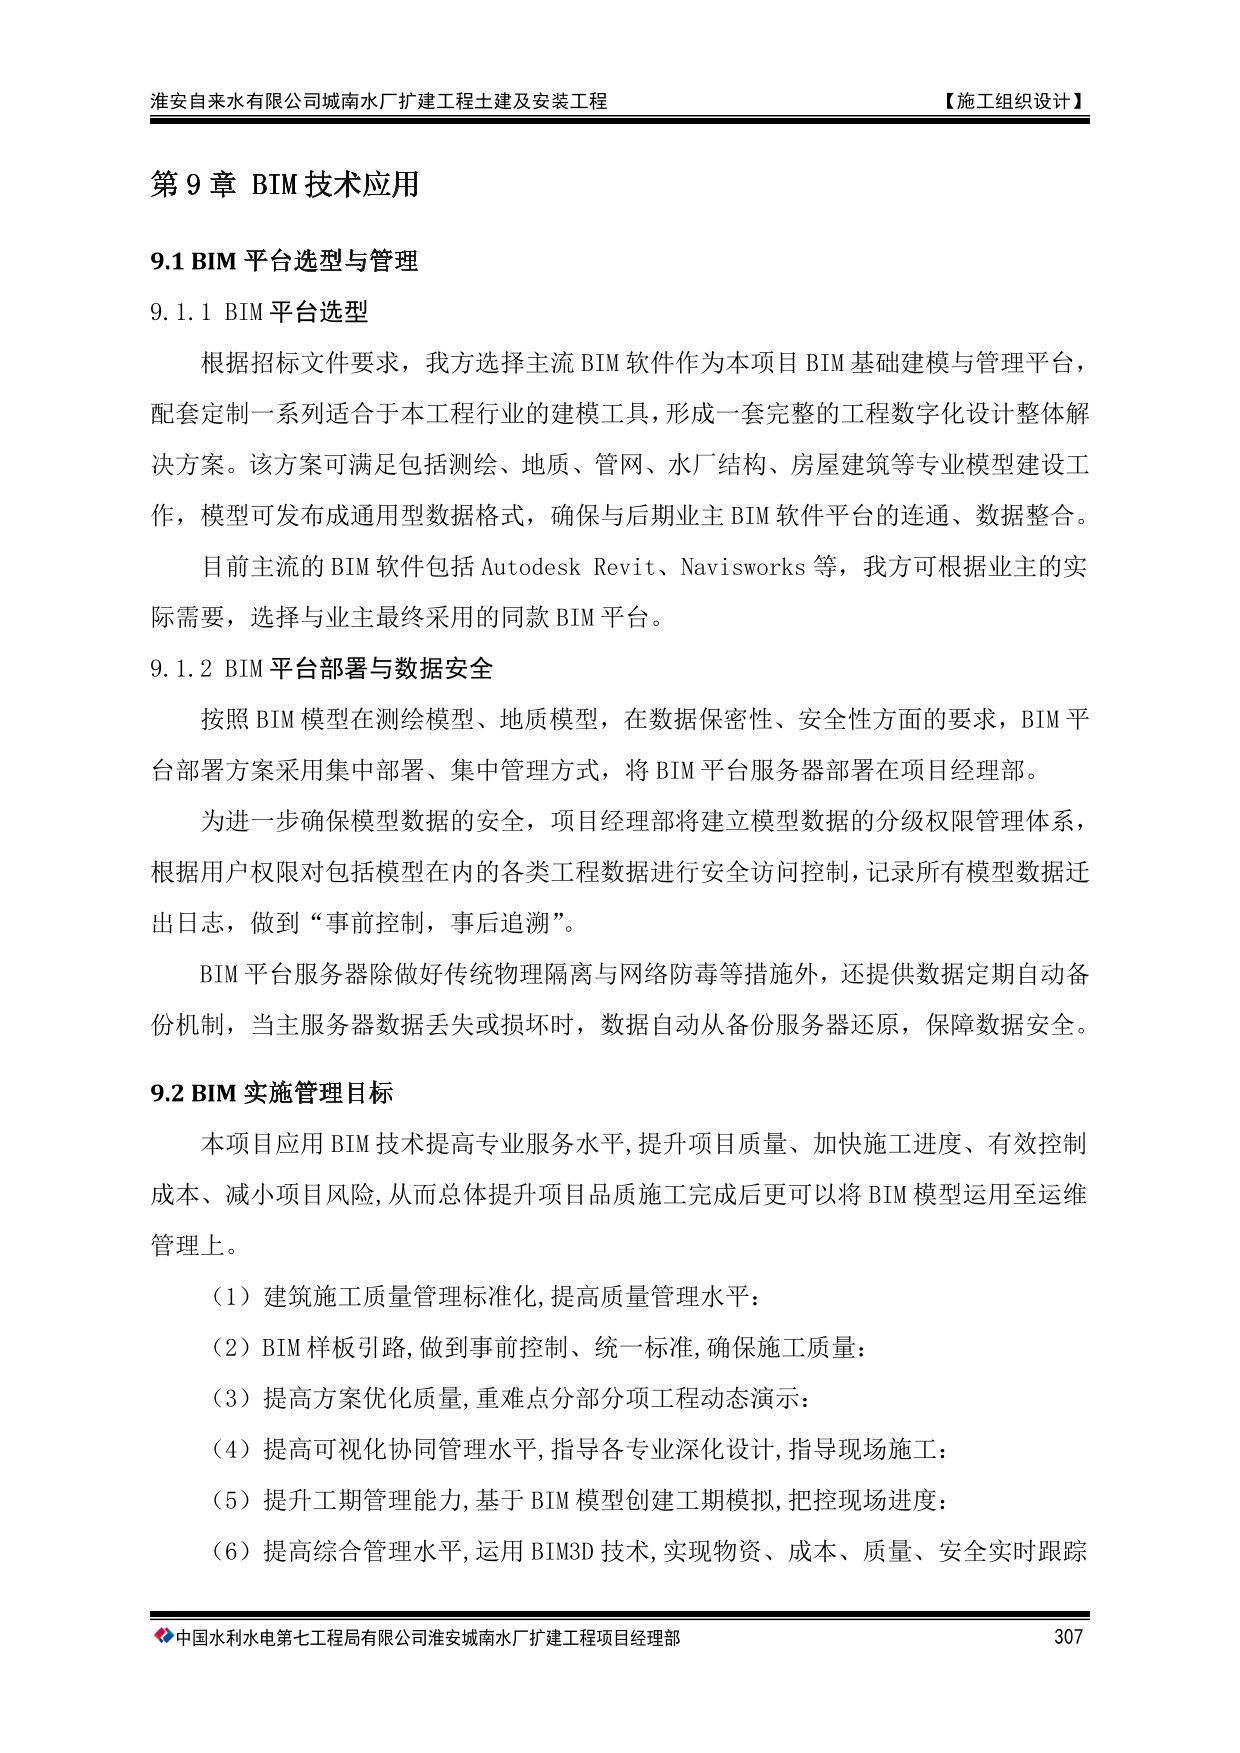 淮安自来水有限公司城南水厂扩建工程土建及安装工程 【施工组织设计】
第 9 章 BIM 技术应用
9.1 BIM 平台选型与管理
9.1.1 BIM 平台选型
根据招标文件要求，我方选择主流 BIM 软件作为本项目 BIM 基础建模与管理平台，
配套定制一系列适合于本工程行业的建模工具，形成一套完整的工程数字化设计整体解
决方案。该方案可满足包括测绘、地质、管网、水厂结构、房屋建筑等专业模型建设工
作，模型可发布成通用型数据格式，确保与后期业主 BIM 软件平台的连通、数据整合。
目前主流的 BIM 软件包括 Autodesk Revit、Navisworks 等，我方可根据业主的实
际需要，选择与业主最终采用的同款 BIM 平台。
9.1.2 BIM 平台部署与数据安全
按照 BIM 模型在测绘模型、地质模型，在数据保密性、安全性方面的要求，BIM 平
台部署方案采用集中部署、集中管理方式，将 BIM 平台服务器部署在项目经理部。
为进一步确保模型数据的安全，项目经理部将建立模型数据的分级权限管理体系，
根据用户权限对包括模型在内的各类工程数据进行安全访问控制，记录所有模型数据迁
出日志，做到“事前控制，事后追溯”。
BIM 平台服务器除做好传统物理隔离与网络防毒等措施外，还提供数据定期自动备
份机制，当主服务器数据丢失或损坏时，数据自动从备份服务器还原，保障数据安全。
9.2 BIM 实施管理目标
本项目应用 BIM 技术提高专业服务水平,提升项目质量、加快施工进度、有效控制
成本、减小项目风险,从而总体提升项目品质施工完成后更可以将 BIM 模型运用至运维
管理上。
（1）建筑施工质量管理标准化,提高质量管理水平：
（2）BIM 样板引路,做到事前控制、统一标准,确保施工质量：
（3）提高方案优化质量,重难点分部分项工程动态演示：
（4）提高可视化协同管理水平,指导各专业深化设计,指导现场施工：
（5）提升工期管理能力,基于 BIM 模型创建工期模拟,把控现场进度：
（6）提高综合管理水平,运用 BIM3D 技术,实现物资、成本、质量、安全实时跟踪
中国水利水电第七工程局有限公司淮安城南水厂扩建工程项目经理部 307